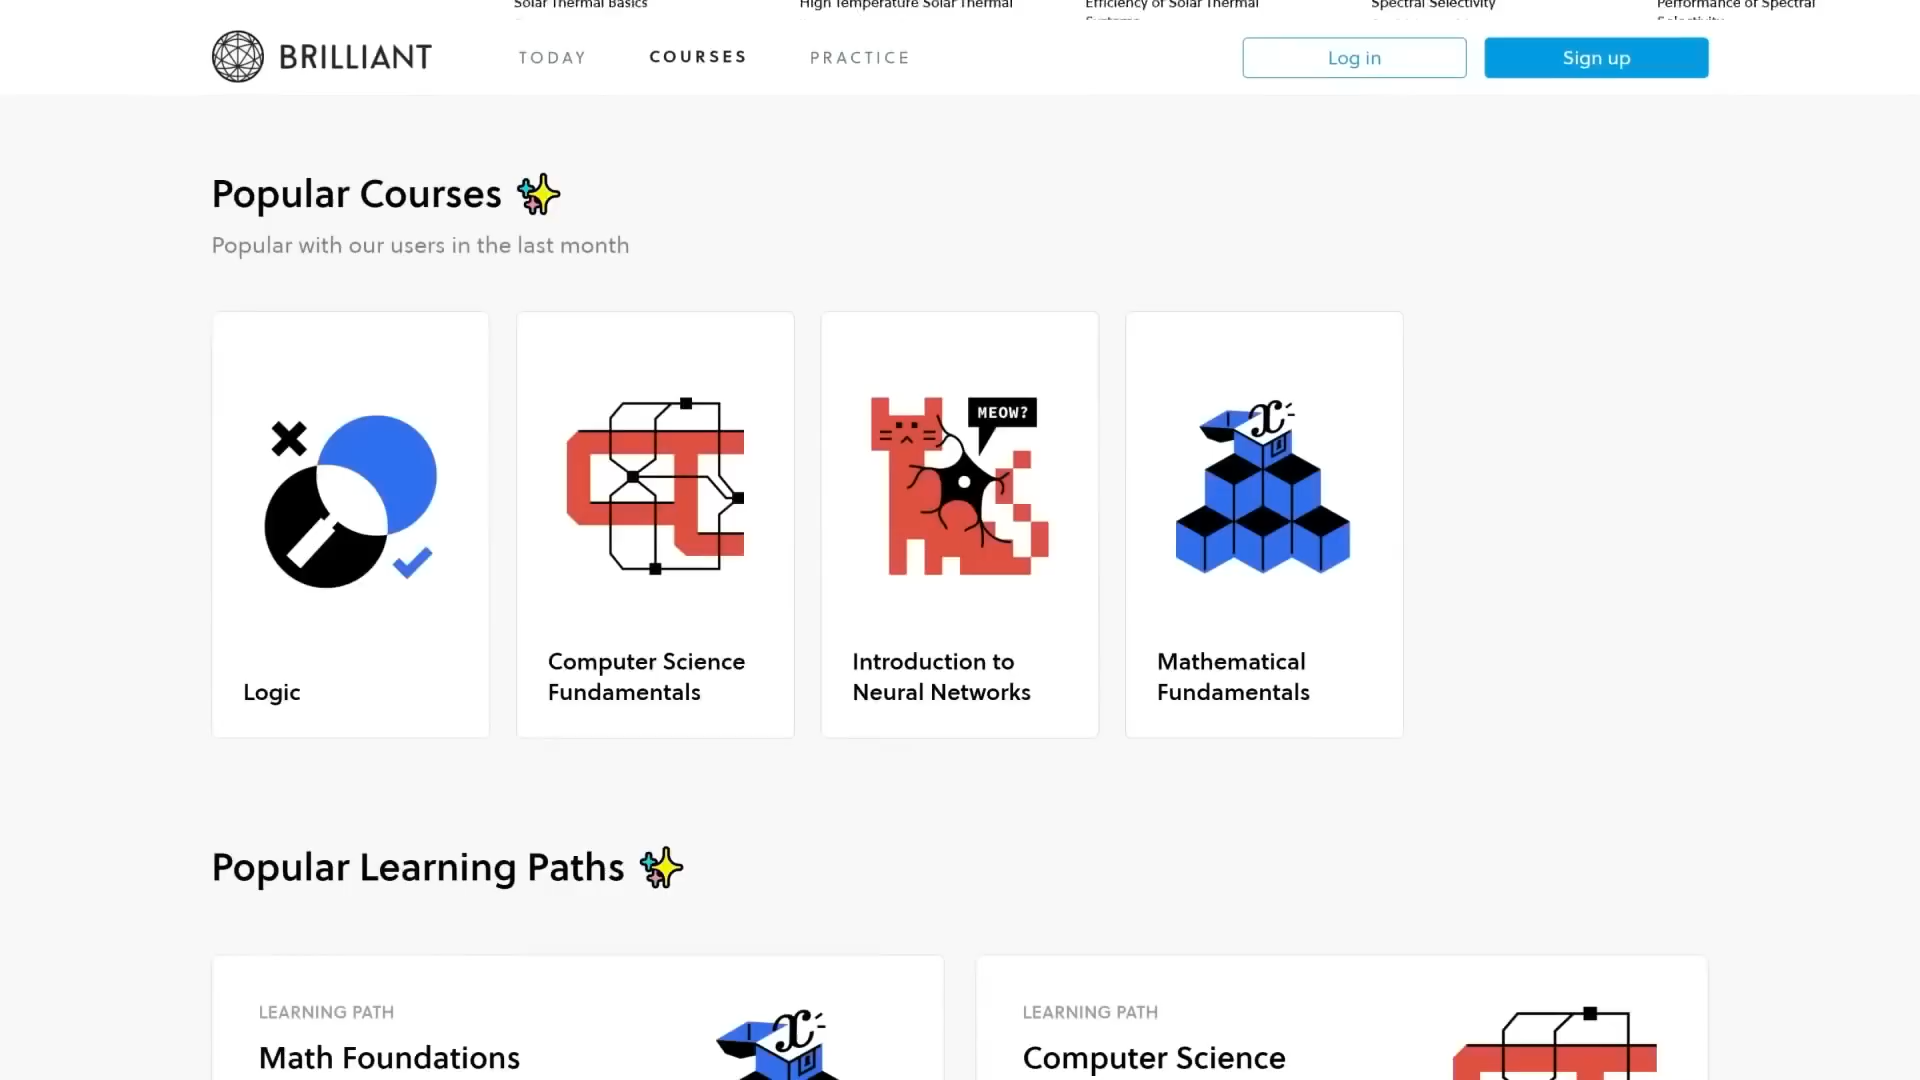 Solar Thermal Basics
High Temperature Solar Thermal
Efficiency of Solar Thermal
Spectral Selectivity
Performance of Spectral
Systems
Selectivity
BRILLIANT
TODAY
COURSES
PRACTICE
Log in
Sign up
Popular Courses
Popular with our users in the last month
MEOW?
x
Logic
Computer Science
Fundamentals
Introduction to
Neural Networks
Mathematical
Fundamentals
Popular Learning Paths
LEARNING PATH
Math Foundations
x
LEARNING PATH
Computer Science